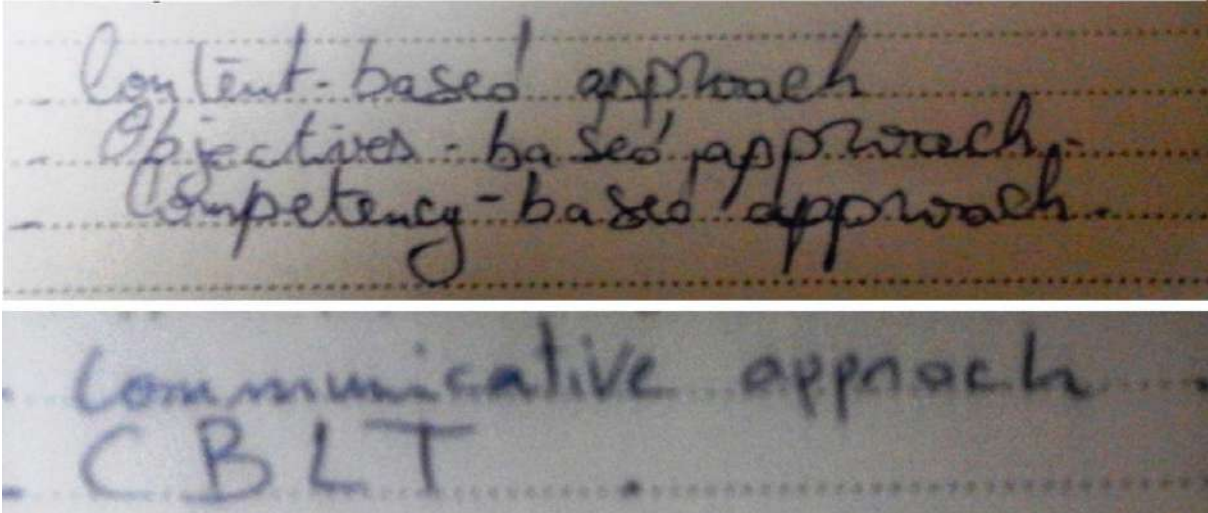 - Content-based approach
- Objectives-based approach.
- Competency-based approach.
- Communicative approach.
- CBLT.